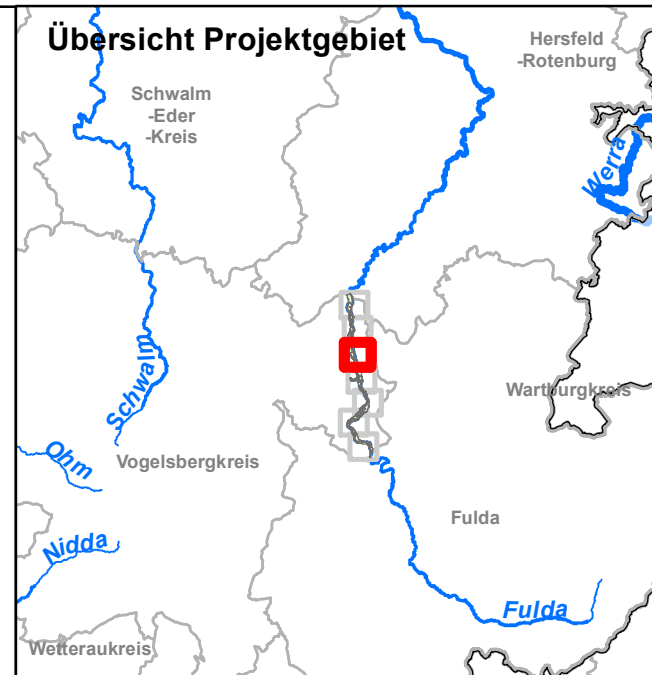 Übersicht Projektgebiet
Hersfeld
-Rotenburg
Schwalm
-Eder
-Kreis
Werra
Schwalm
Wartburgkreis
Ohm
Vogelsbergkreis
Fulda
Nidda
Fulda
Wetteraukreis